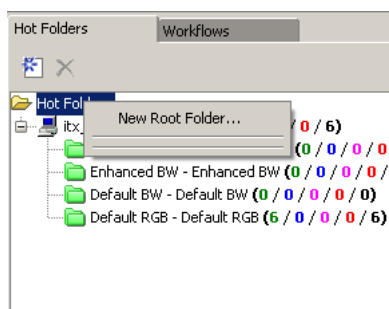 Hot Folders
Workflows
Hot Fol
New Root Folder...
itx_ / 0 / 6)
(0 / 0 / 0 / 0
Enhanced BW - Enhanced BW (0 / 0 / 0 / 0 /
Default BW - Default BW (0 / 0 / 0 / 0 / 0)
Default RGB - Default RGB (6 / 0 / 0 / 0 / 6)